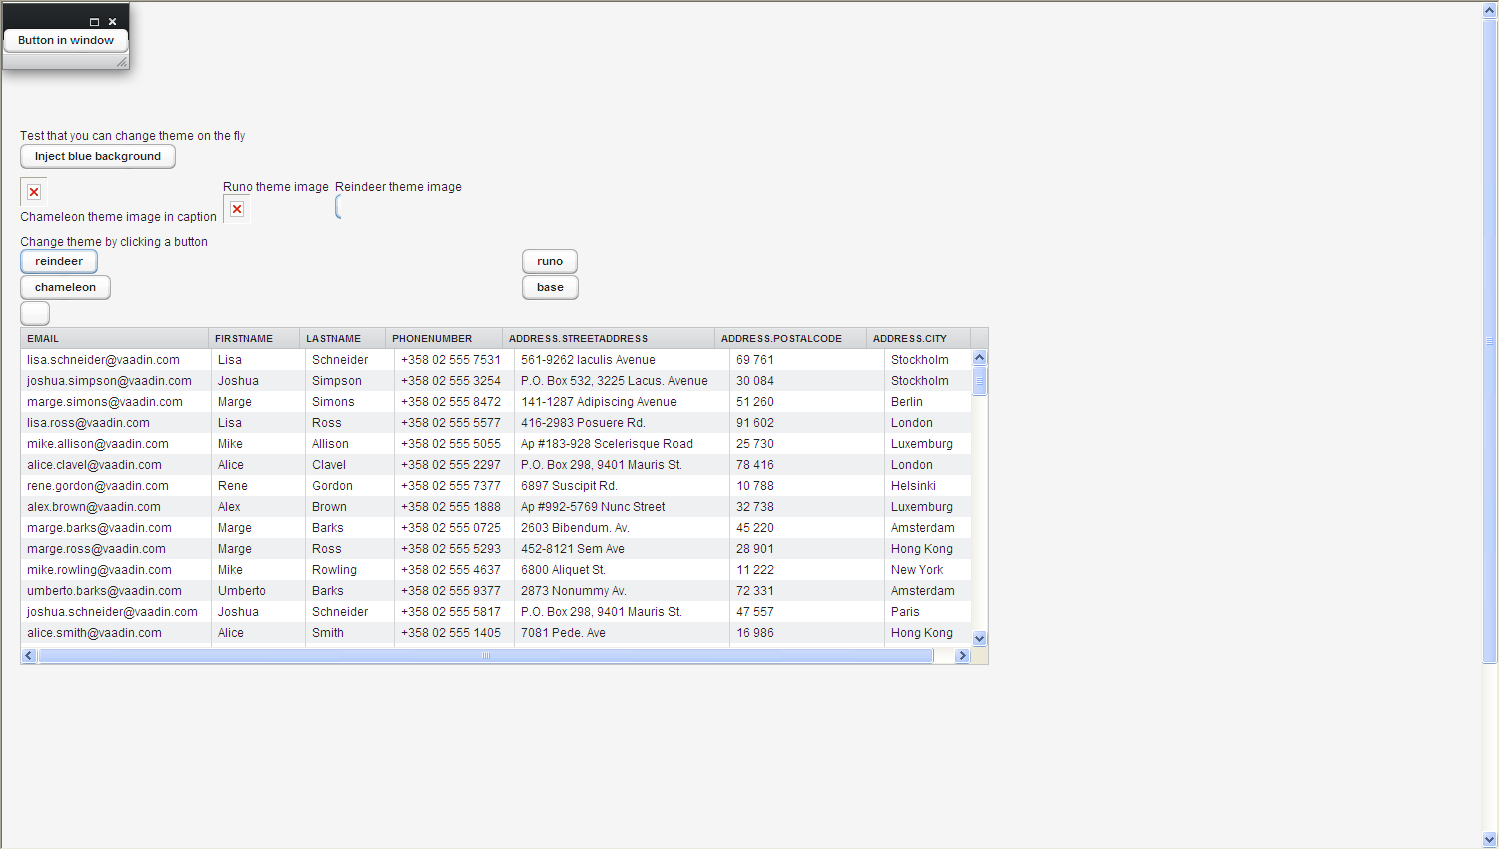 Button in window
Test that you can change theme on the fly
Inject blue background
Runo theme image Reindeer theme image
Chameleon theme image in caption
Change theme by clicking a button
reindeer runo
chameleon base
EMAIL FIRSTNAME LASTNAME PHONENUMBER ADDRESS.STREETADDRESS ADDRESS.POSTALCODE ADDRESS.CITY
lisa.schneider@vaadin.com Lisa Schneider +358 02 555 7531 561-9262 Iaculis Avenue 69 761 Stockholm
joshua.simpson@vaadin.com Joshua Simpson +358 02 555 3254 P.O. Box 532, 3225 Lacus. Avenue 30 084 Stockholm
marge.simons@vaadin.com Marge Simons +358 02 555 8472 141-1287 Adipiscing Avenue 51 260 Berlin
lisa.ross@vaadin.com Lisa Ross +358 02 555 5577 416-2983 Posuere Rd. 91 602 London
mike.allison@vaadin.com Mike Allison +358 02 555 5055 Ap #183-928 Scelerisque Road 25 730 Luxemburg
alice.clavel@vaadin.com Alice Clavel +358 02 555 2297 P.O. Box 298, 9401 Mauris St. 78 416 London
rene.gordon@vaadin.com Rene Gordon +358 02 555 7377 6897 Suscipit Rd. 10 788 Helsinki
alex.brown@vaadin.com Alex Brown +358 02 555 1888 Ap #992-5769 Nunc Street 32 738 Luxemburg
marge.barks@vaadin.com Marge Barks +358 02 555 0725 2603 Bibendum. Av. 45 220 Amsterdam
marge.ross@vaadin.com Marge Ross +358 02 555 5293 452-8121 Sem Ave 28 901 Hong Kong
mike.rowling@vaadin.com Mike Rowling +358 02 555 4637 6800 Aliquet St. 11 222 New York
umberto.barks@vaadin.com Umberto Barks +358 02 555 9377 2873 Nonummy Av. 72 331 Amsterdam
joshua.schneider@vaadin.com Joshua Schneider +358 02 555 5817 P.O. Box 298, 9401 Mauris St. 47 557 Paris
alice.smith@vaadin.com Alice Smith +358 02 555 1405 7081 Pede. Ave 16 986 Hong Kong